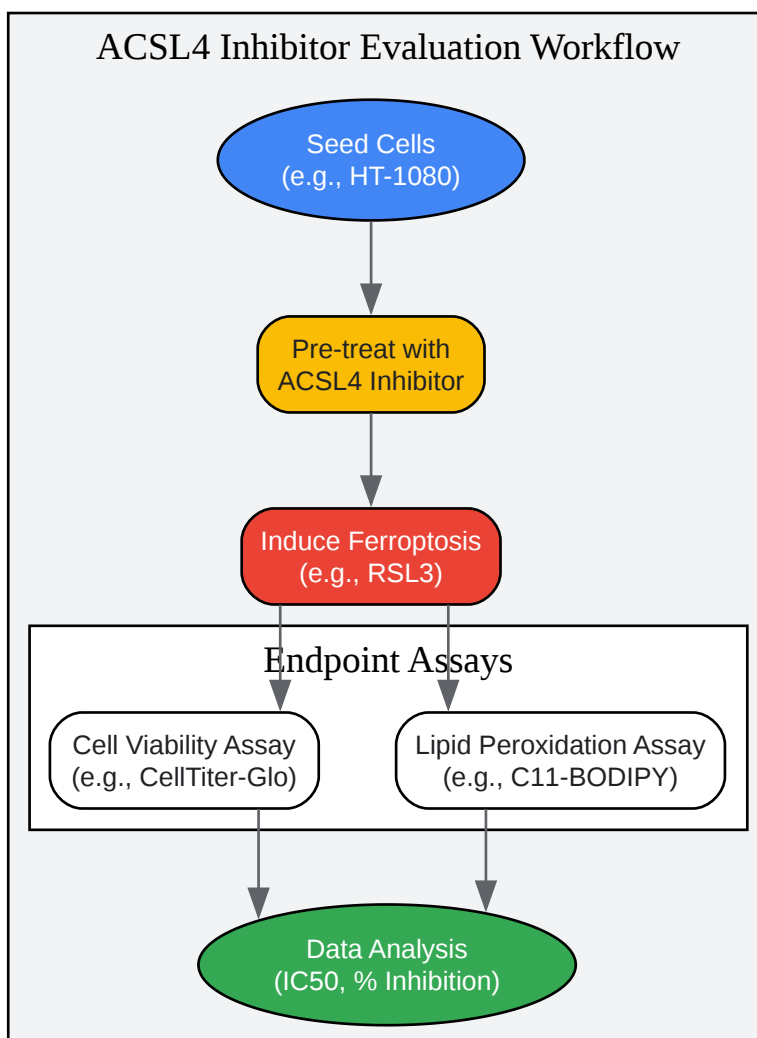 ACSL4 Inhibitor Evaluation Workflow
Seed Cells
(e.g., HT-1080)
Pre-treat with
ACSL4 Inhibitor
Induce Ferroptosis
(e.g., RSL3)
Endpoint Assays
Cell Viability Assay
(e.g., CellTiter-Glo)
Lipid Peroxidation Assay
(e.g., C11-BODIPY)
Data Analysis
(IC50, % Inhibition)